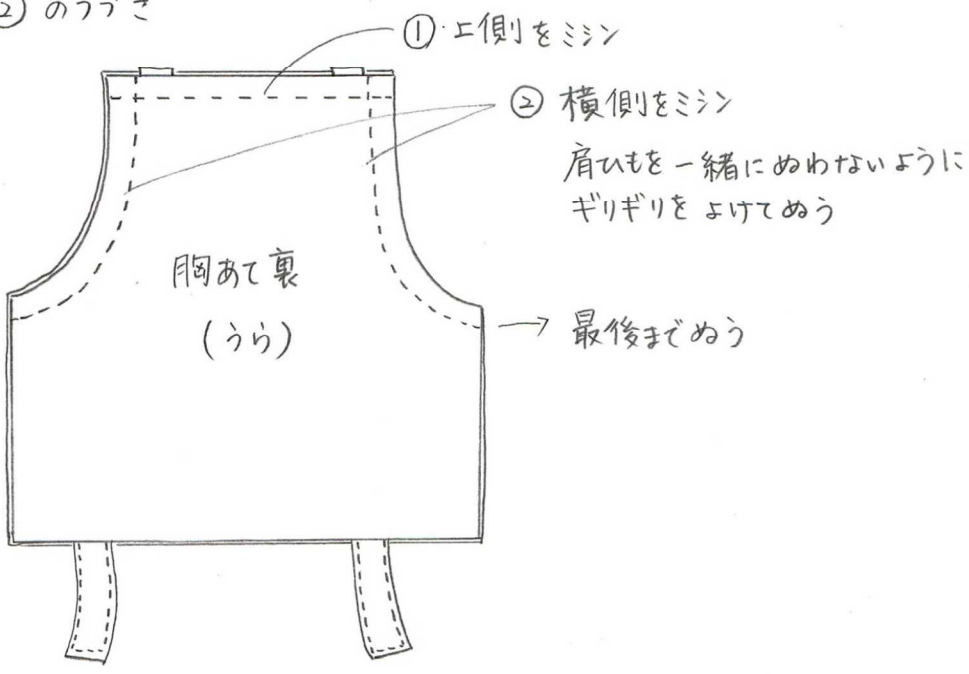 ② のつづき
① 上側をミシン
② 横側をミシン
肩ひもを一緒にぬわないように
ギリギリを よけてぬう
胸あて裏
(うら)
→ 最後までぬう